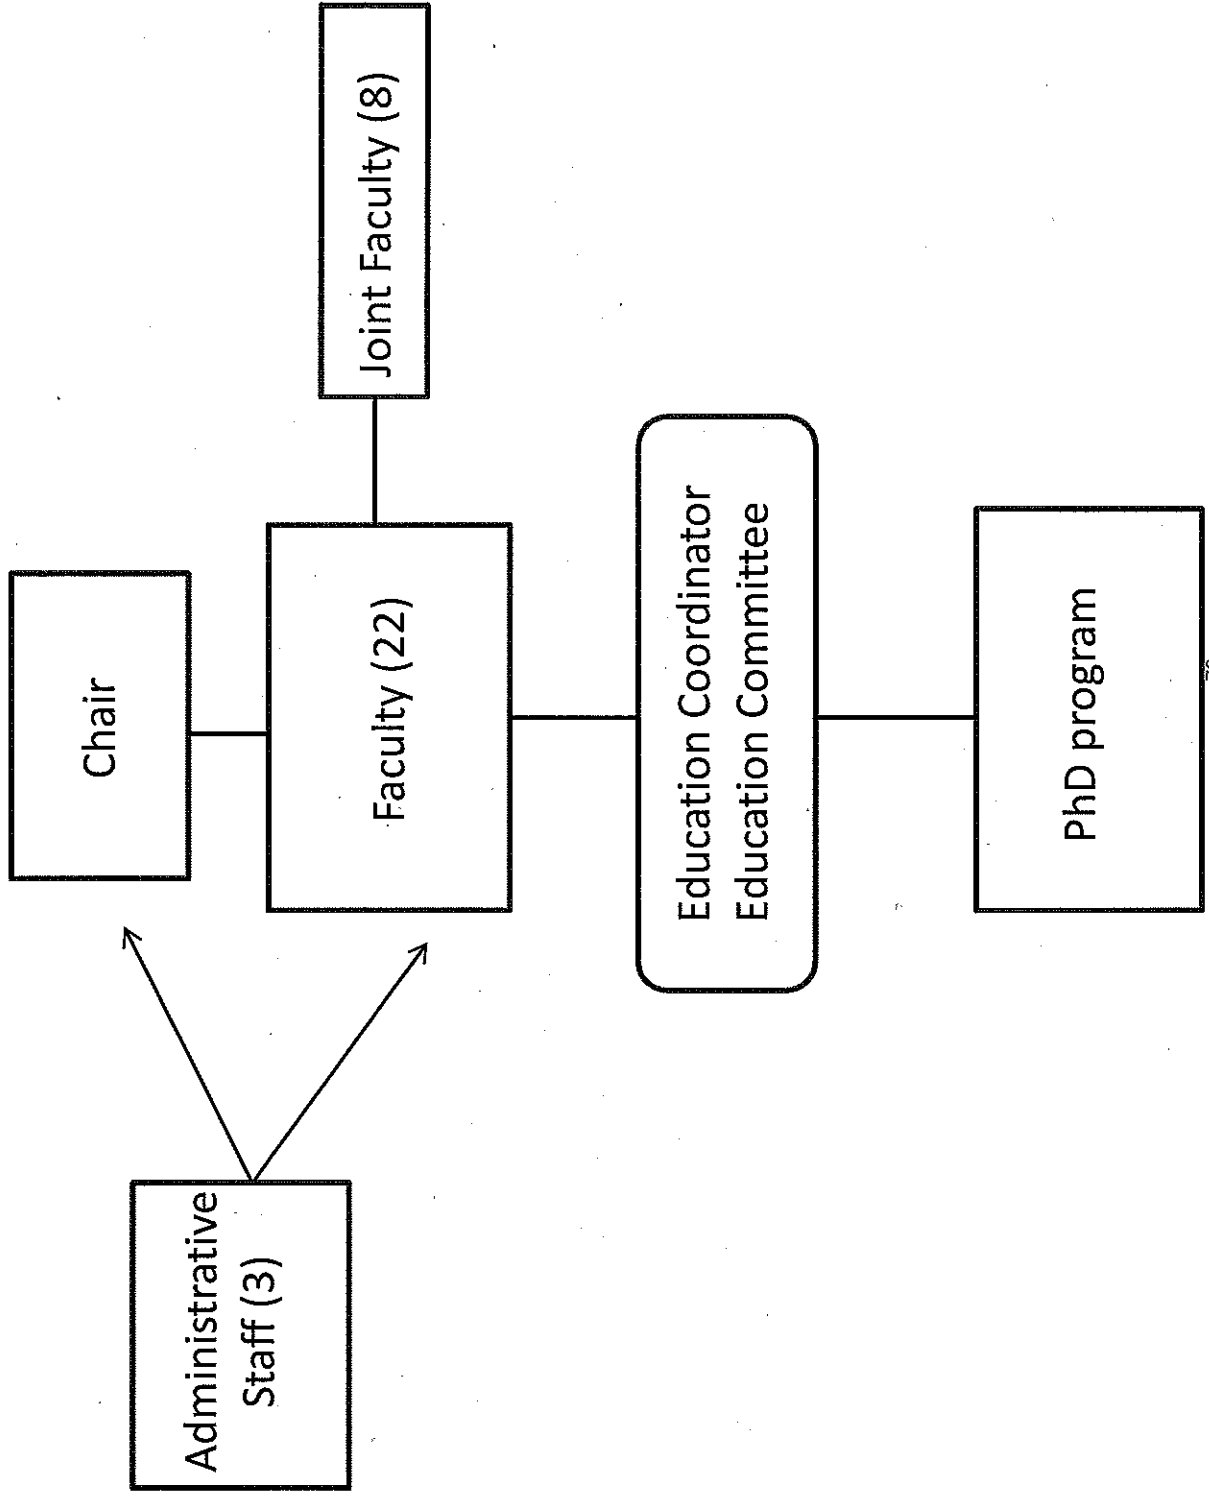 Chair
Administrative
Staff (3)
Faculty (22)
Joint Faculty (8)
Education Coordinator
Education Committee
PhD program